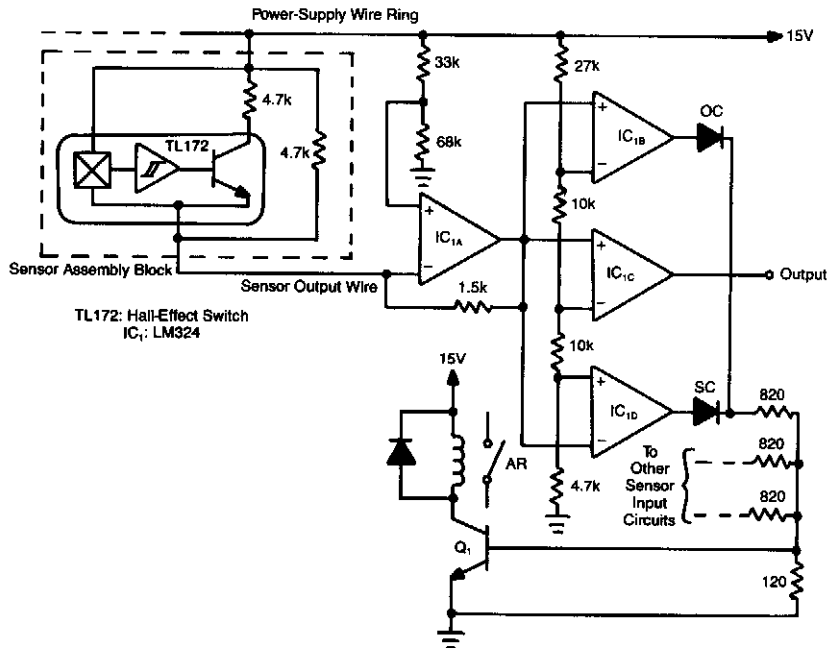 Power-Supply Wire Ring
15V
33k
27k
4.7k
OC
+
IC1B
TL172
4.7k
68k
−
10k
+
IC1A
+
IC1C
Output
−
−
Sensor Assembly Block
Sensor Output Wire
1.5k
TL172: Hall-Effect Switch
IC1: LM324
10k
15V
+
SC
IC1D
820
−
820
To
Other
Sensor
Input
Circuits
AR
4.7k
820
Q1
120